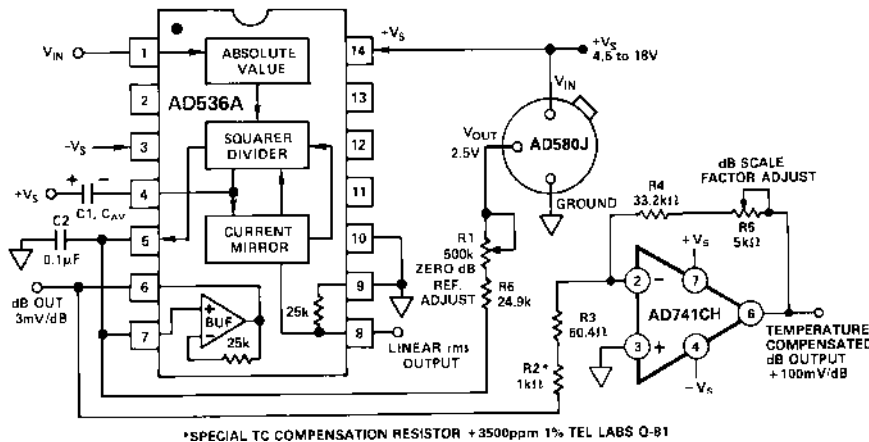 VIN
1
2
-VS
3
+VS
+ -
C1, CAV
4
C2
0.1µF
5
dB OUT
3mV/dB
6
7
ABSOLUTE
VALUE
AD536A
SQUARER
DIVIDER
CURRENT
MIRROR
+
BUF
-
25k
25k
14
13
12
11
10
9
8
+VS
LINEAR rms
OUTPUT
+VS
4.5 to 18V
VIN
VOUT
2.5V
AD580J
GROUND
R1
500k
ZERO dB
REF.
ADJUST
R6
24.9k
dB SCALE
FACTOR ADJUST
R4
33.2kΩ
R5
5kΩ
R3
60.4Ω
R2*
1kΩ
+VS
2 -
7
AD741CH
6
3 +
4
-VS
TEMPERATURE
COMPENSATED
dB OUTPUT
+100mV/dB
*SPECIAL TC COMPENSATION RESISTOR +3500ppm 1% TEL LABS Q-81